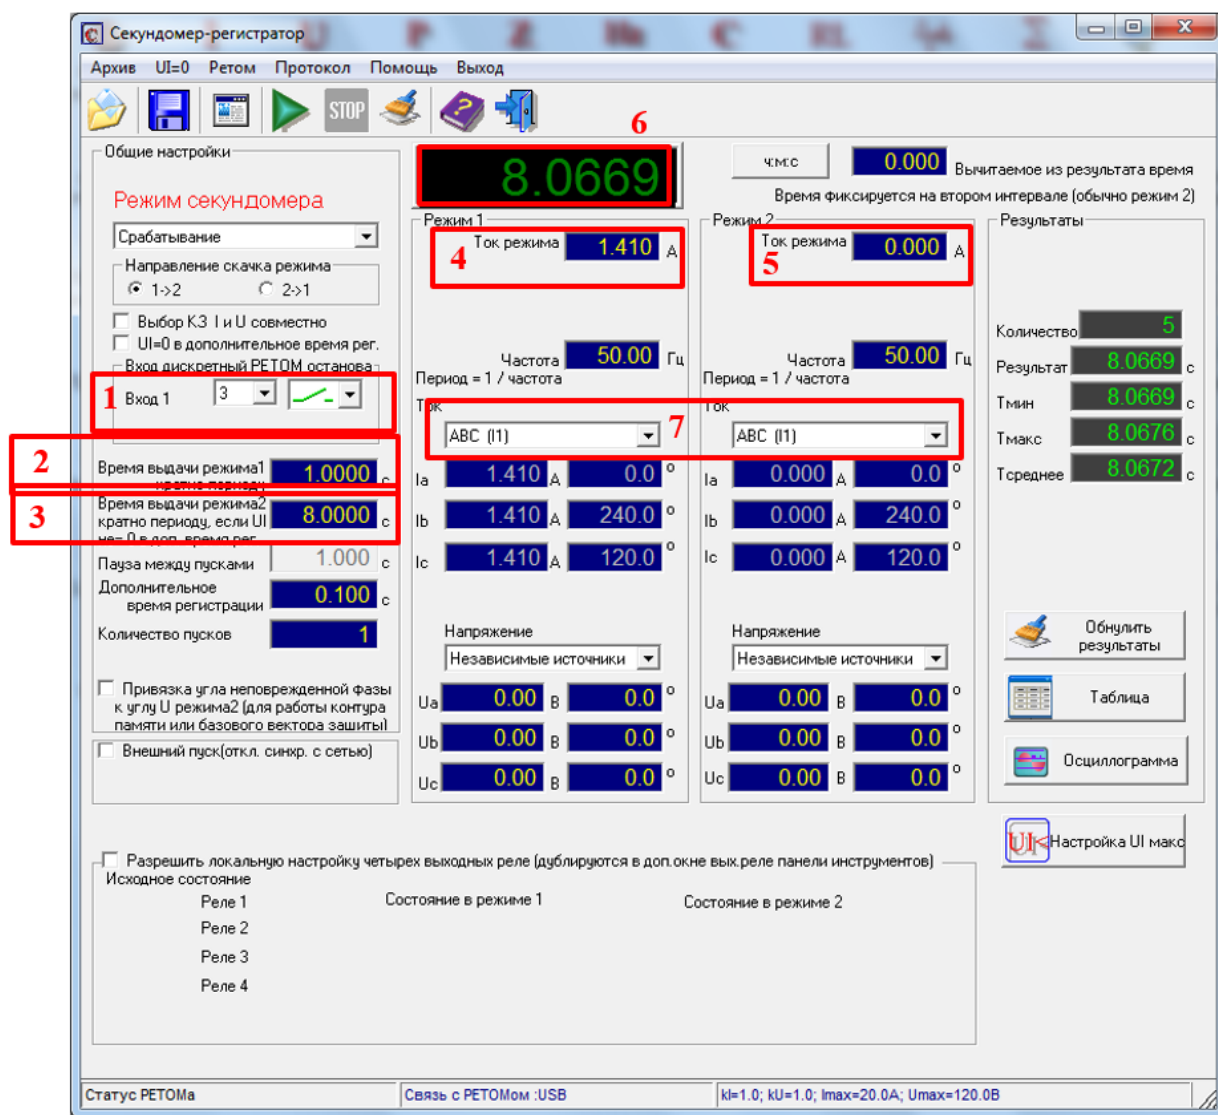 Секундомер-регистратор
Архив UI=0 Ретом Протокол Помощь Выход
STOP
6
Общие настройки
8.0669
ч:м:с
0.000 Вычитаемое из результата время
Время фиксируется на втором интервале (обычно режим 2)
Режим секундомера
Режим 1
Режим 2
Результаты
Срабатывание
4 Ток режима 1.410 А
5 Ток режима 0.000 А
Направление скачка режима
1->2 2->1
Выбор КЗ I и U совместно
UI=0 в дополнительное время рег.
Количество 5
Частота 50.00 Гц
Частота 50.00 Гц
Результат 8.0669 с
Вход дискретный РЕТОМ останова
Период = 1 / частота
Период = 1 / частота
1 Вход 1 3
Ток
Ток
Тмин 8.0669 с
7
ABC (I1)
ABC (I1)
Тмакс 8.0676 с
2 Время выдачи режима1 1.0000 с
кратно периоду
Ia 1.410 А 0.0 °
Ia 0.000 А 0.0 °
Тсреднее 8.0672 с
3 Время выдачи режима2
кратно периоду, если UI 8.0000 с
не= 0 в доп. время рег.
Ib 1.410 А 240.0 °
Ib 0.000 А 240.0 °
Пауза между пусками 1.000 с
Ic 1.410 А 120.0 °
Ic 0.000 А 120.0 °
Дополнительное
время регистрации 0.100 с
Количество пусков 1
Напряжение
Напряжение
Обнулить
результаты
Независимые источники
Независимые источники
Привязка угла неповрежденной фазы
к углу U режима2 (для работы контура
памяти или базового вектора защиты)
Ua 0.00 В 0.0 °
Ua 0.00 В 0.0 °
Таблица
Внешний пуск(откл. синхр. с сетью)
Ub 0.00 В 0.0 °
Ub 0.00 В 0.0 °
Осциллограмма
Uc 0.00 В 0.0 °
Uc 0.00 В 0.0 °
UI< Настройка UI макс
Разрешить локальную настройку четырех выходных реле (дублируются в доп.окне вых.реле панели инструментов)
Исходное состояние
Реле 1 Состояние в режиме 1 Состояние в режиме 2
Реле 2
Реле 3
Реле 4
Статус РЕТОМа Связь с РЕТОМом :USB kI=1.0; kU=1.0; Imax=20.0A; Umax=120.0B